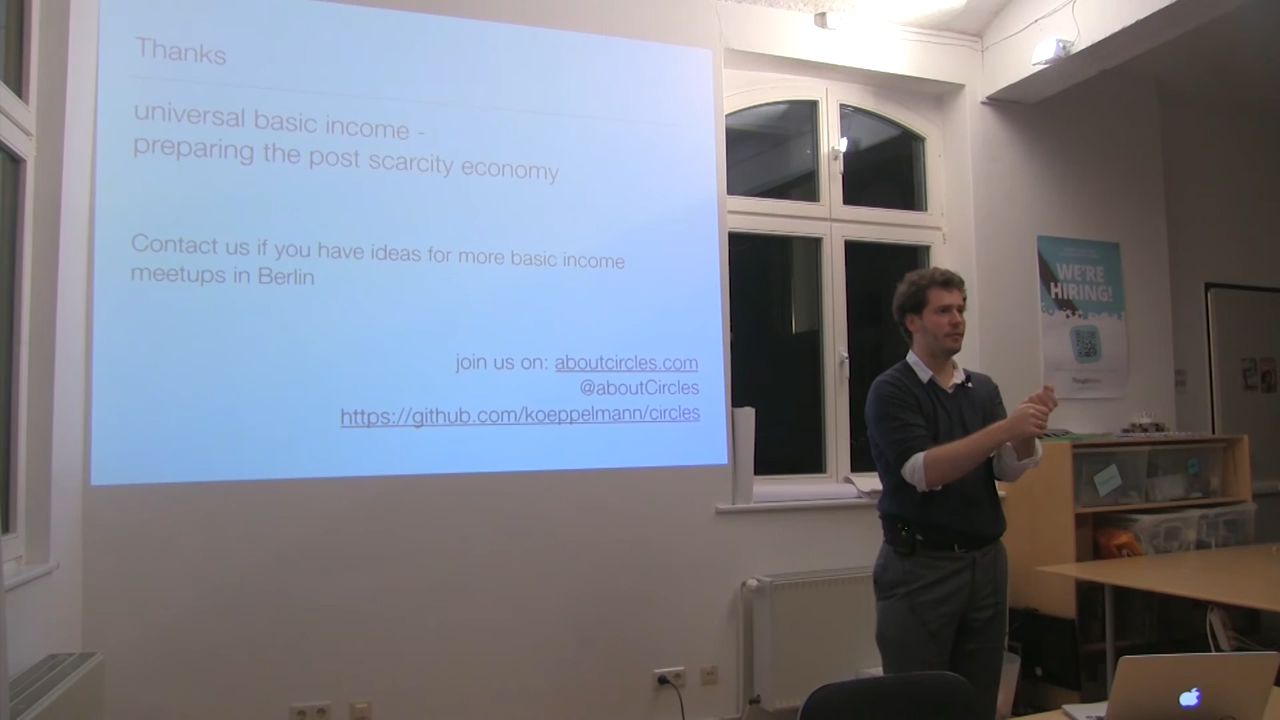 Thanks
universal basic income -
preparing the post scarcity economy
Contact us if you have ideas for more basic income
meetups in Berlin
join us on: aboutcircles.com
@aboutCircles
https://github.com/koeppelmann/circles
WE'RE
HIRING!